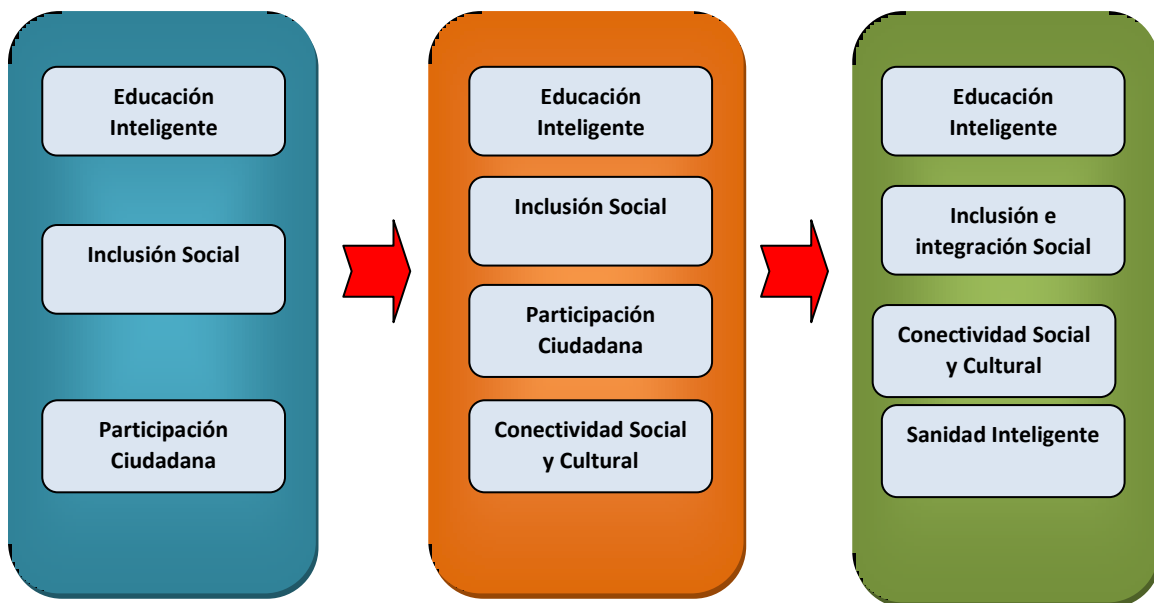 Educación
Inteligente
Inclusión Social
Participación
Ciudadana
Educación
Inteligente
Inclusión Social
Participación
Ciudadana
Conectividad Social
y Cultural
Educación
Inteligente
Inclusión e
integración Social
Conectividad Social
y Cultural
Sanidad Inteligente